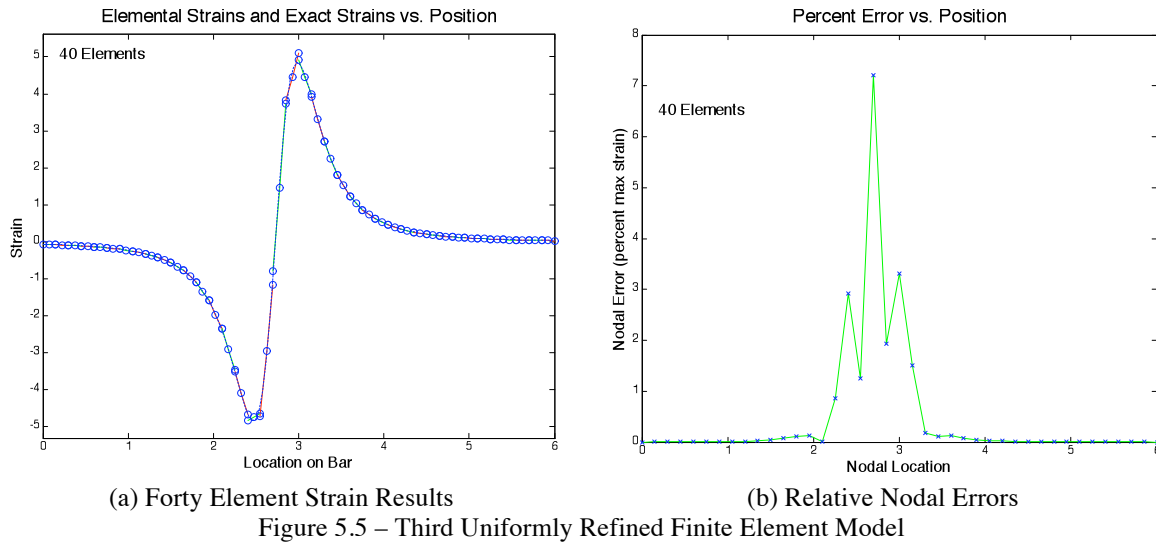 Elemental Strains and Exact Strains vs. Position
40 Elements
5
4
3
2
1
0
-1
-2
-3
-4
-5
Strain
0 1 2 3 4 5 6
Location on Bar
(a) Forty Element Strain Results
Percent Error vs. Position
40 Elements
8
7
6
5
4
3
2
1
0
Nodal Error (percent max strain)
0 1 2 3 4 5 6
Nodal Location
(b) Relative Nodal Errors
Figure 5.5 – Third Uniformly Refined Finite Element Model